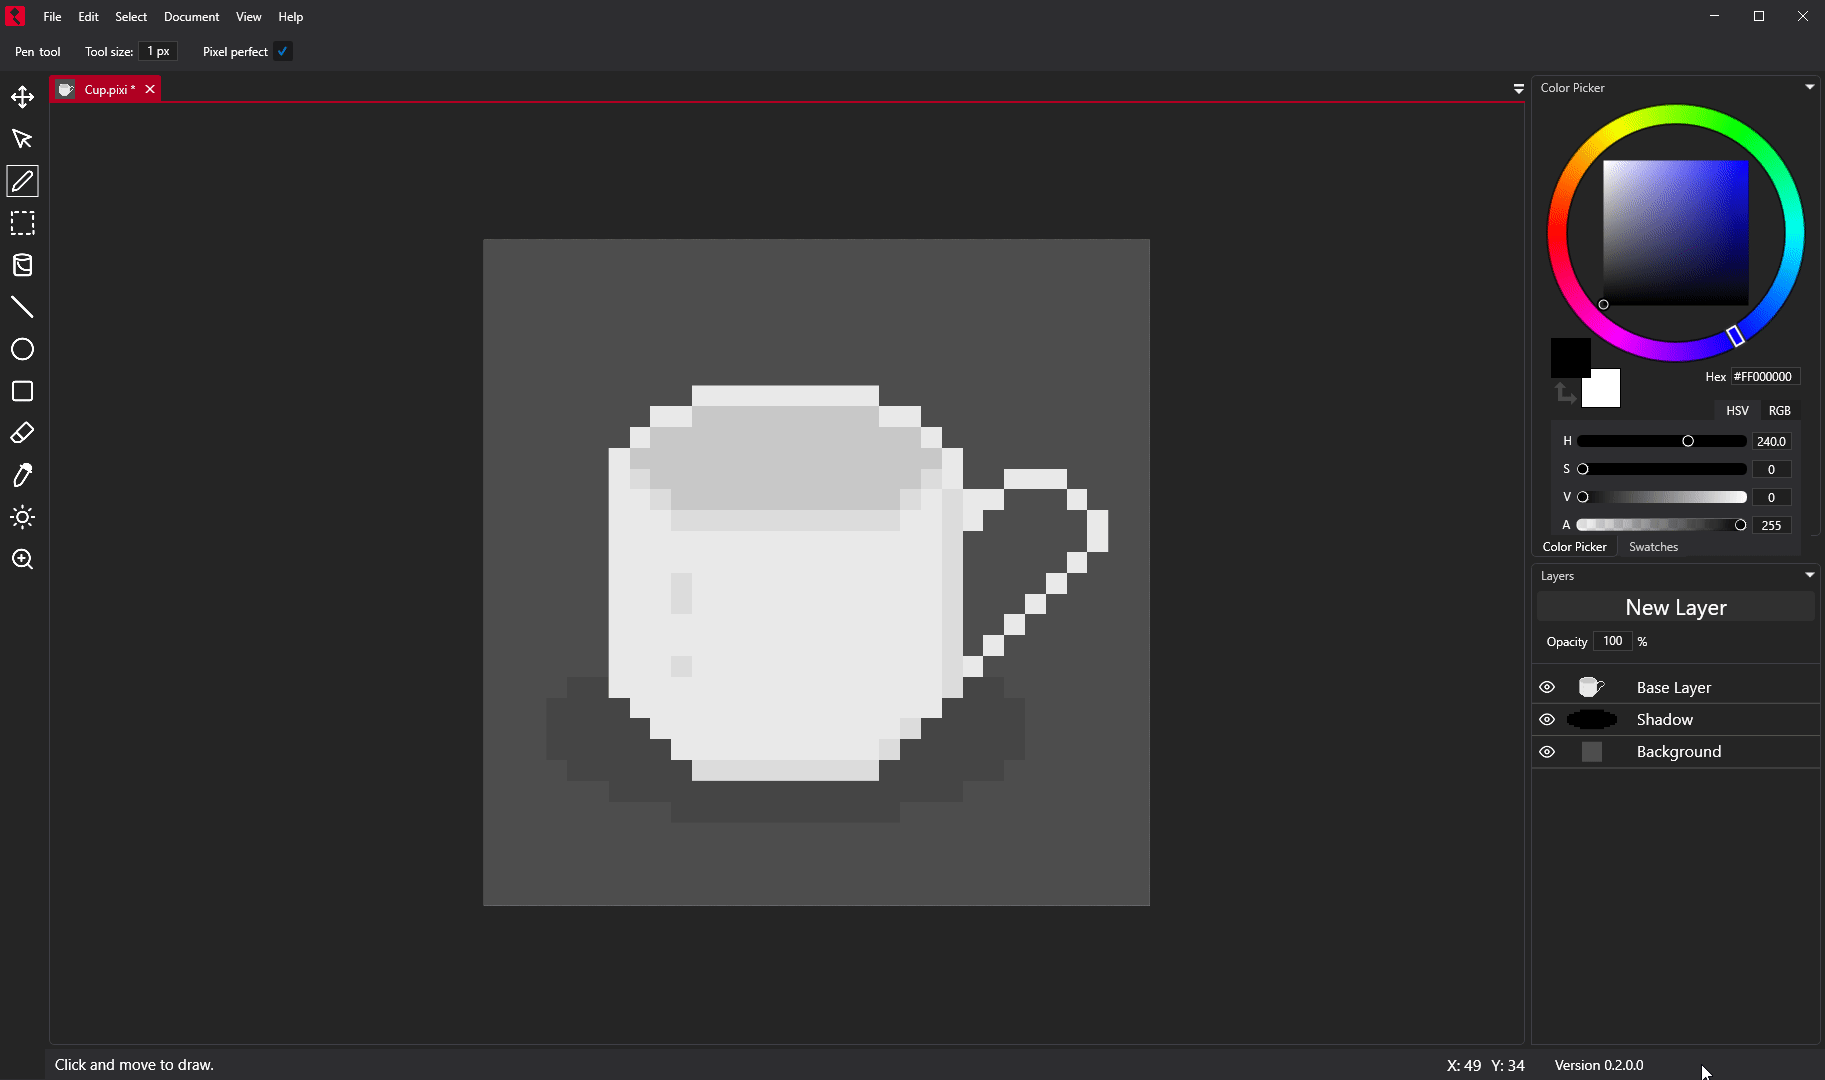 File Edit Select Document View Help
Pen tool Tool size: 1 px Pixel perfect
Cup.pixi *
Color Picker
Hex #FF000000
HSV RGB
H 240.0
S 0
V 0
A 255
Color Picker Swatches
Layers
New Layer
Opacity 100 %
Base Layer
Shadow
Background
Click and move to draw. X: 49 Y: 34 Version 0.2.0.0